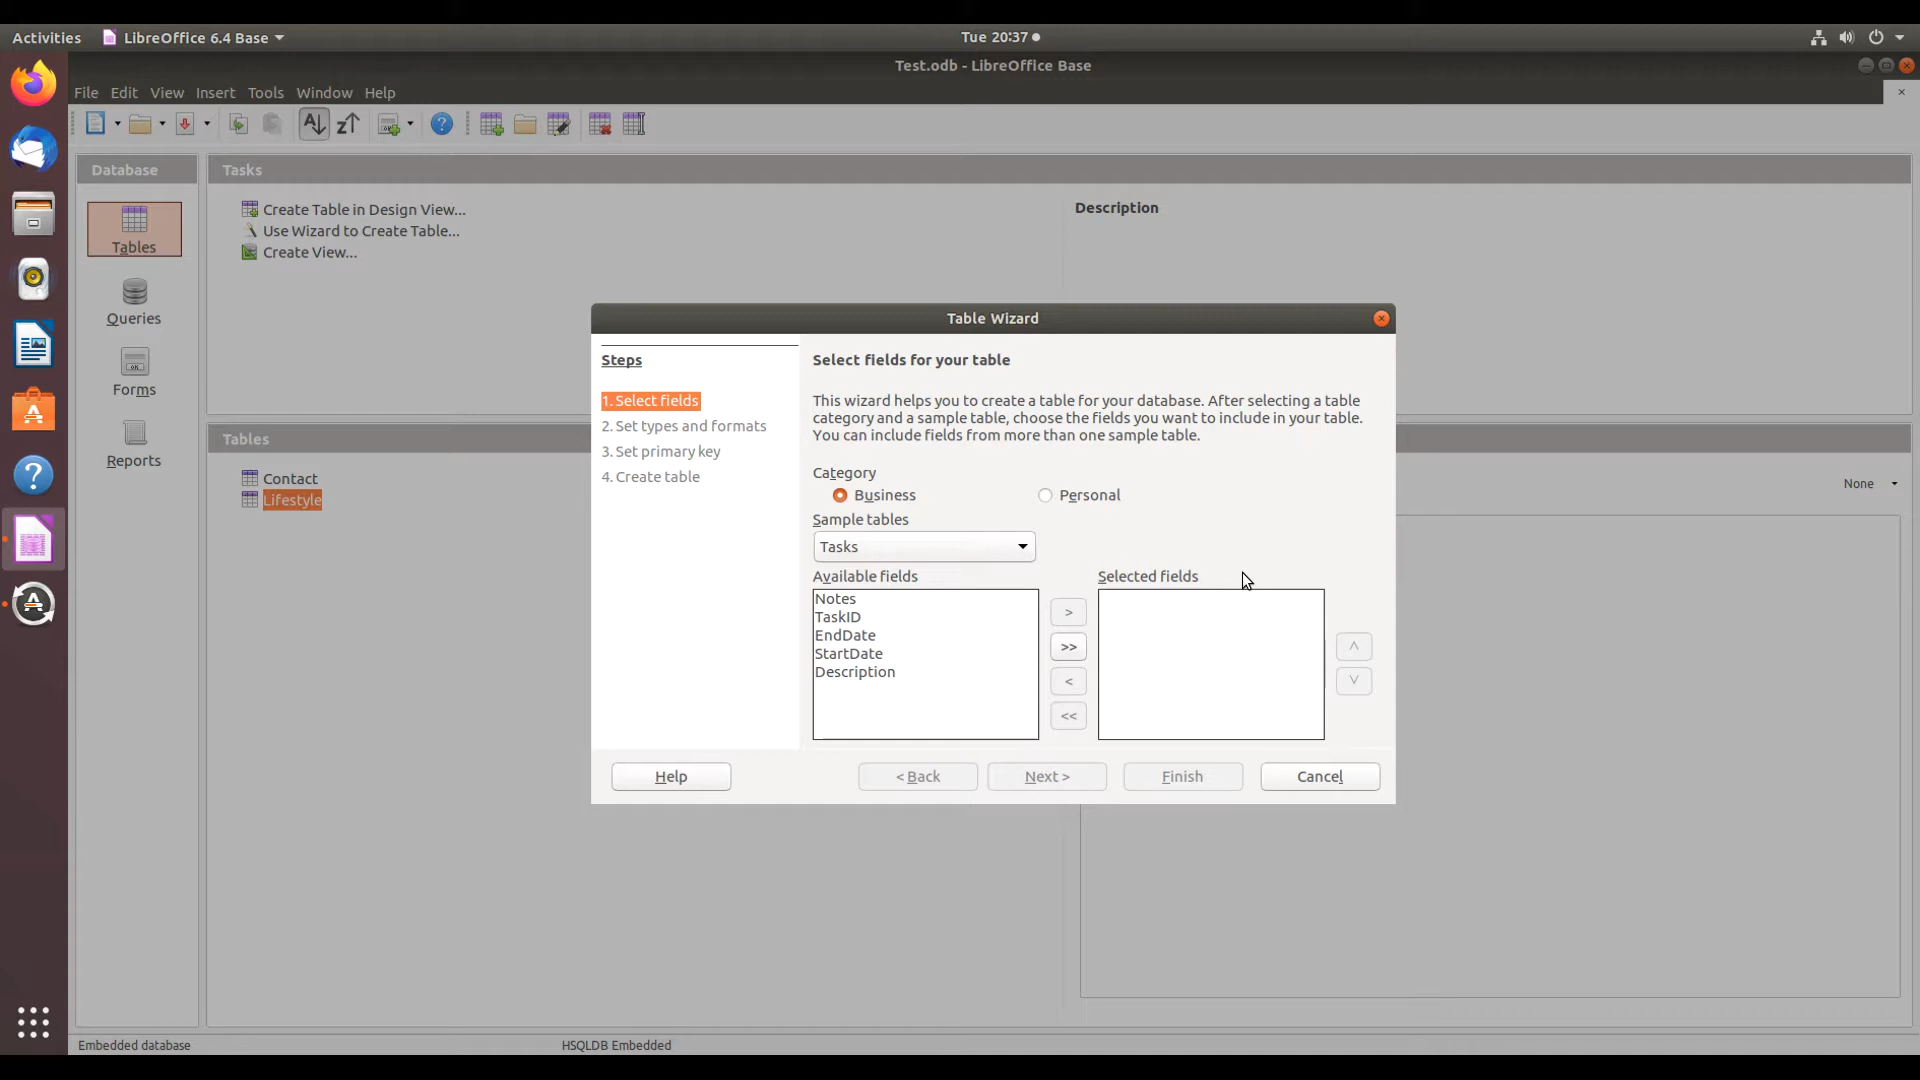 Activities
LibreOffice 6.4 Base
Tue 20:37
Test.odb - LibreOffice Base
File Edit View Insert Tools Window Help
Database
Tasks
Tables
Queries
Forms
Reports
Create Table in Design View...
Use Wizard to Create Table...
Create View...
Description
Tables
Contact
Lifestyle
None
Table Wizard
Steps
1. Select fields
2. Set types and formats
3. Set primary key
4. Create table
Select fields for your table
This wizard helps you to create a table for your database. After selecting a table
category and a sample table, choose the fields you want to include in your table.
You can include fields from more than one sample table.
Category
Business
Personal
Sample tables
Tasks
Available fields
Selected fields
Notes
TaskID
EndDate
StartDate
Description
>
>>
<
<<
Help
< Back
Next >
Finish
Cancel
Embedded database
HSQLDB Embedded